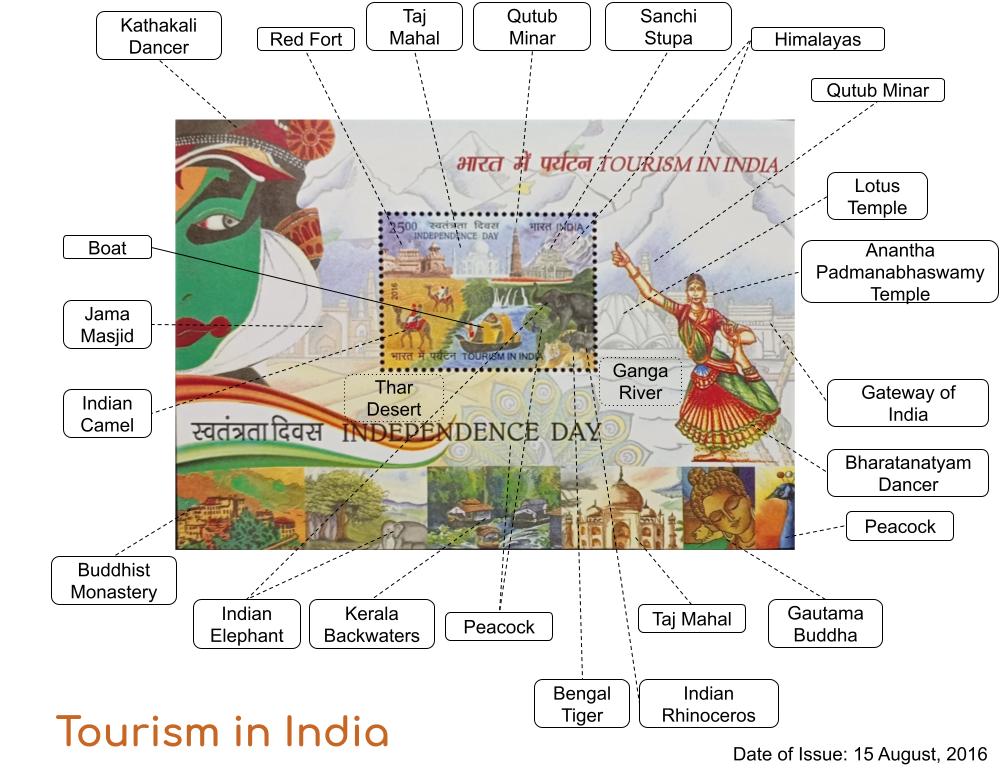 Kathakali
Dancer
Red Fort
Taj
Mahal
Qutub
Minar
Sanchi
Stupa
Himalayas
Qutub Minar
भारत में पर्यटन TOURISM IN INDIA
Lotus
Temple
2500 स्वतंत्रता दिवस भारत INDIA
INDEPENDENCE DAY
Boat
Anantha
Padmanabhaswamy
Temple
2016
Jama
Masjid
भारत में पर्यटन TOURISM IN INDIA
Ganga
River
Thar
Desert
Indian
Camel
Gateway of
India
स्वतंत्रता दिवस INDEPENDENCE DAY
Bharatanatyam
Dancer
Peacock
Buddhist
Monastery
Indian
Elephant
Kerala
Backwaters
Peacock
Taj Mahal
Gautama
Buddha
Bengal
Tiger
Indian
Rhinoceros
Tourism in India
Date of Issue: 15 August, 2016